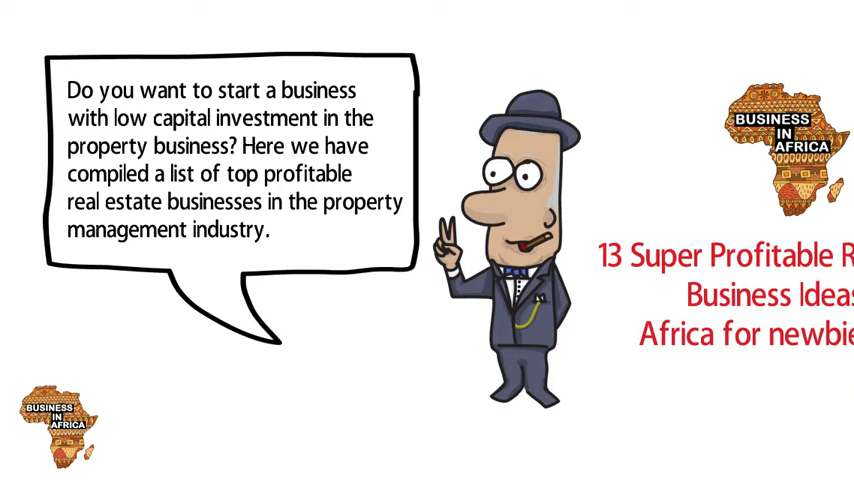 Do you want to start a business
with low capital investment in the
property business? Here we have
compiled a list of top profitable
real estate businesses in the property
management industry.
BUSINESS
IN
AFRICA
13 Super Profitable R
Business Ideas
Africa for newbie
BUSINESS
IN
AFRICA